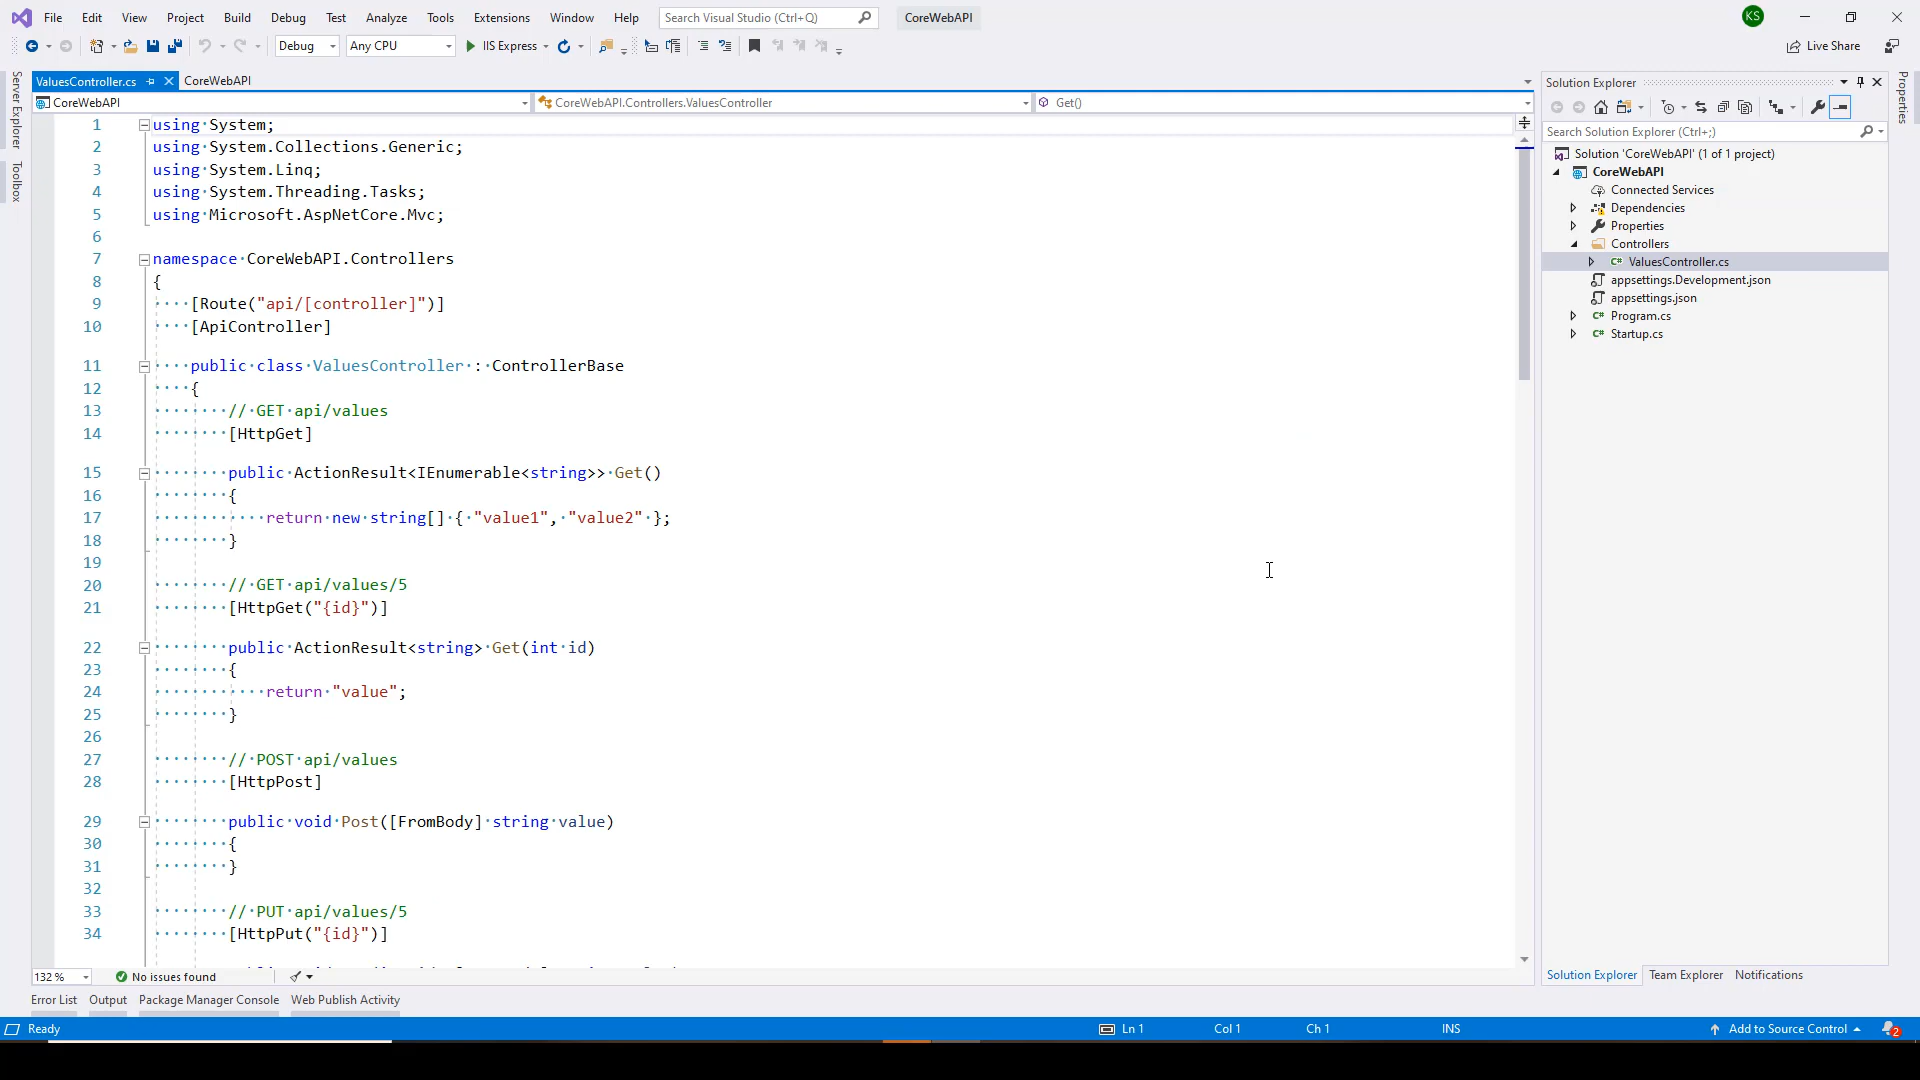 File Edit View Project Build Debug Test Analyze Tools Extensions Window Help Search Visual Studio (Ctrl+Q) CoreWebAPI KS
Debug Any CPU IIS Express Live Share
ValuesController.cs CoreWebAPI
CoreWebAPI CoreWebAPI.Controllers.ValuesController Get()
Server Explorer
Toolbox
1 using System;
2 using System.Collections.Generic;
3 using System.Linq;
4 using System.Threading.Tasks;
5 using Microsoft.AspNetCore.Mvc;
6
7 namespace CoreWebAPI.Controllers
8 {
9 [Route("api/[controller]")]
10 [ApiController]
11 public class ValuesController : ControllerBase
12 {
13 // GET api/values
14 [HttpGet]
15 public ActionResult<IEnumerable<string>> Get()
16 {
17 return new string[] { "value1", "value2" };
18 }
19
20 // GET api/values/5
21 [HttpGet("{id}")]
22 public ActionResult<string> Get(int id)
23 {
24 return "value";
25 }
26
27 // POST api/values
28 [HttpPost]
29 public void Post([FromBody] string value)
30 {
31 }
32
33 // PUT api/values/5
34 [HttpPut("{id}")]
132 % No issues found
Solution Explorer
Search Solution Explorer (Ctrl+;)
Solution 'CoreWebAPI' (1 of 1 project)
CoreWebAPI
Connected Services
Dependencies
Properties
Controllers
C# ValuesController.cs
appsettings.Development.json
appsettings.json
C# Program.cs
C# Startup.cs
Solution Explorer Team Explorer Notifications
Properties
Error List Output Package Manager Console Web Publish Activity
Ready Ln 1 Col 1 Ch 1 INS Add to Source Control 2